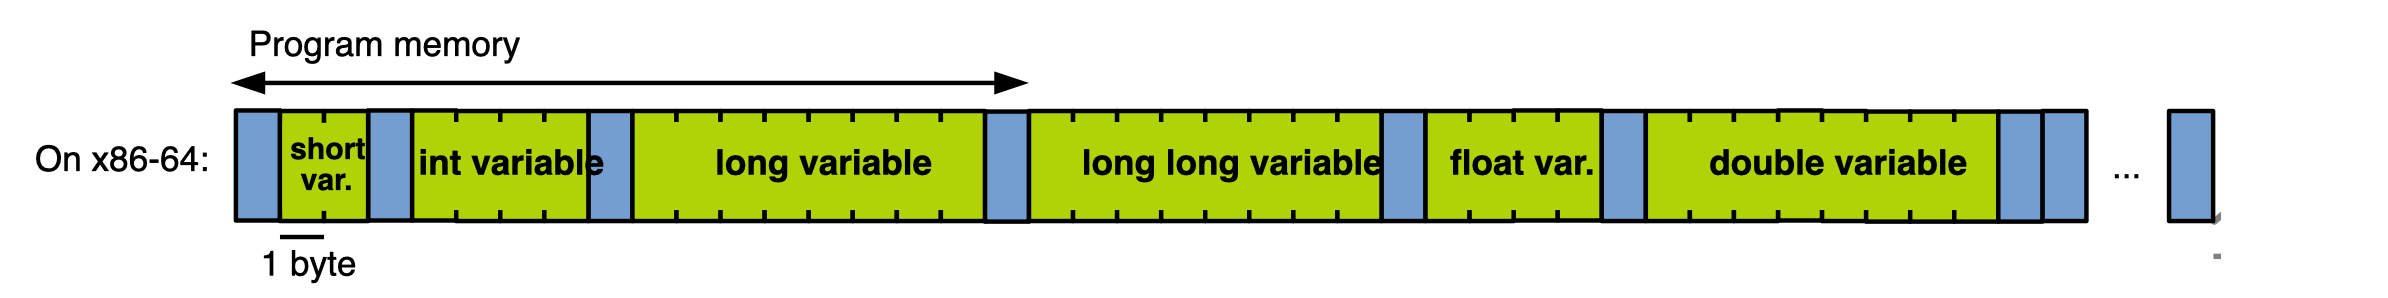 Program memory
On x86-64:
short
var.
int variable
long variable
long long variable
float var.
double variable
...
1 byte